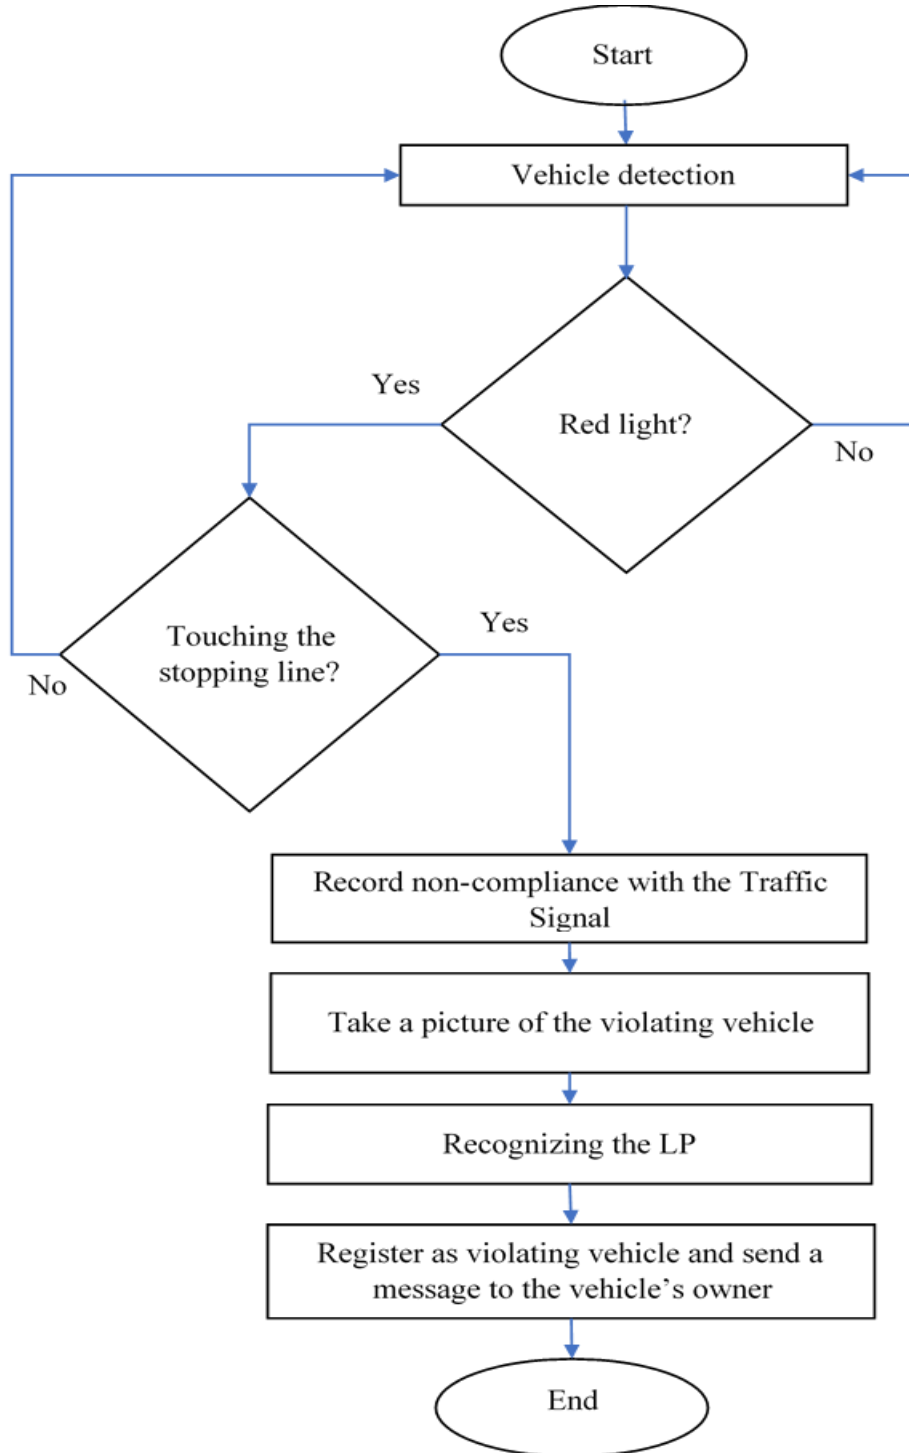 Start
Vehicle detection
Yes
Red light?
No
Yes
Touching the
stopping line?
No
Record non-compliance with the Traffic
Signal
Take a picture of the violating vehicle
Recognizing the LP
Register as violating vehicle and send a
message to the vehicle’s owner
End